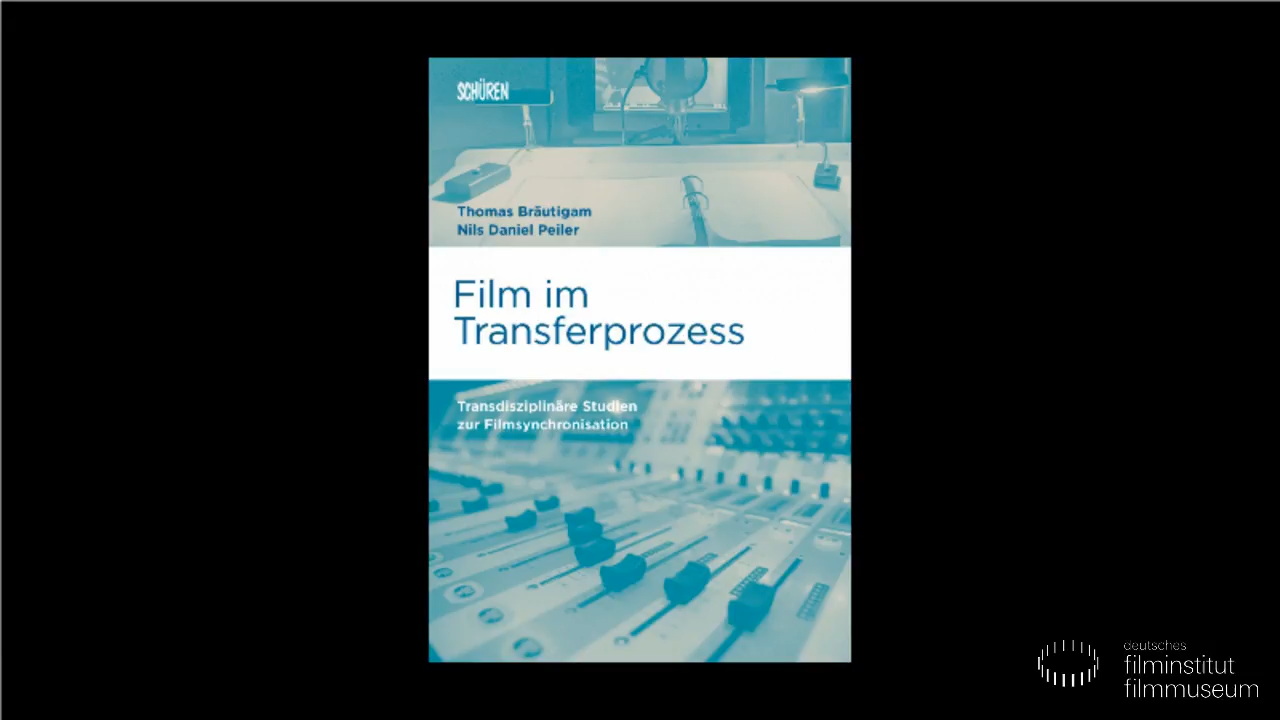 SCHÜREN
Thomas Bräutigam
Nils Daniel Peiler
Film im
Transferprozess
Transdisziplinäre Studien
zur Filmsynchronisation
deutsches
filminstitut
filmmuseum